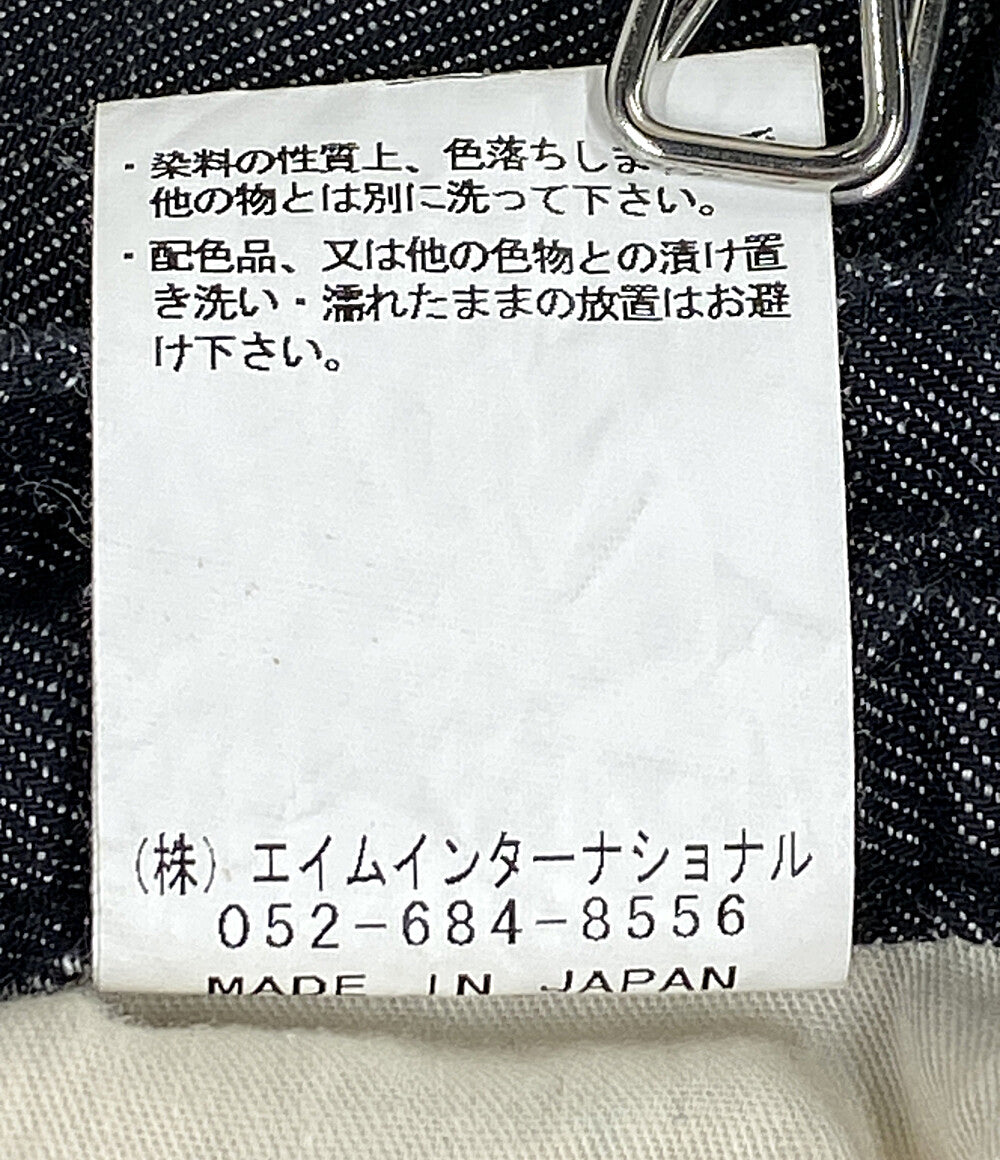 ・染料の性質上、色落ちしま
他の物とは別に洗って下さい。
・配色品、又は他の色物との漬け置
き洗い・濡れたままの放置はお避
け下さい。
(株)エイムインターナショナル
052-684-8556
MADE IN JAPAN